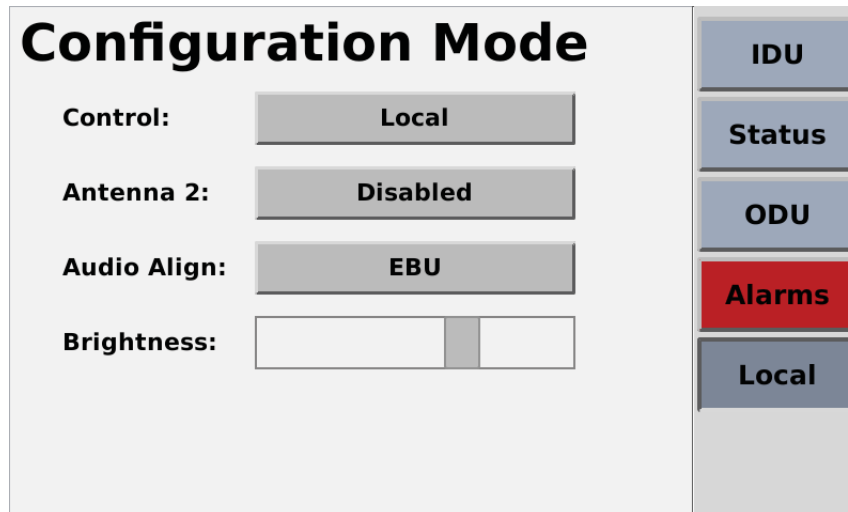 Configuration Mode
Control: Local
Antenna 2: Disabled
Audio Align: EBU
Brightness:
IDU
Status
ODU
Alarms
Local